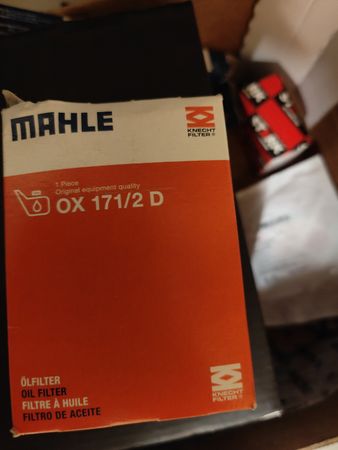 MAHLE
KNECHT
FILTER®
1 Piece
Original equipment quality
OX 171/2 D
ÖLFILTER
OIL FILTER
FILTRE À HUILE
FILTRO DE ACEITE
KNECHT
FILTER®